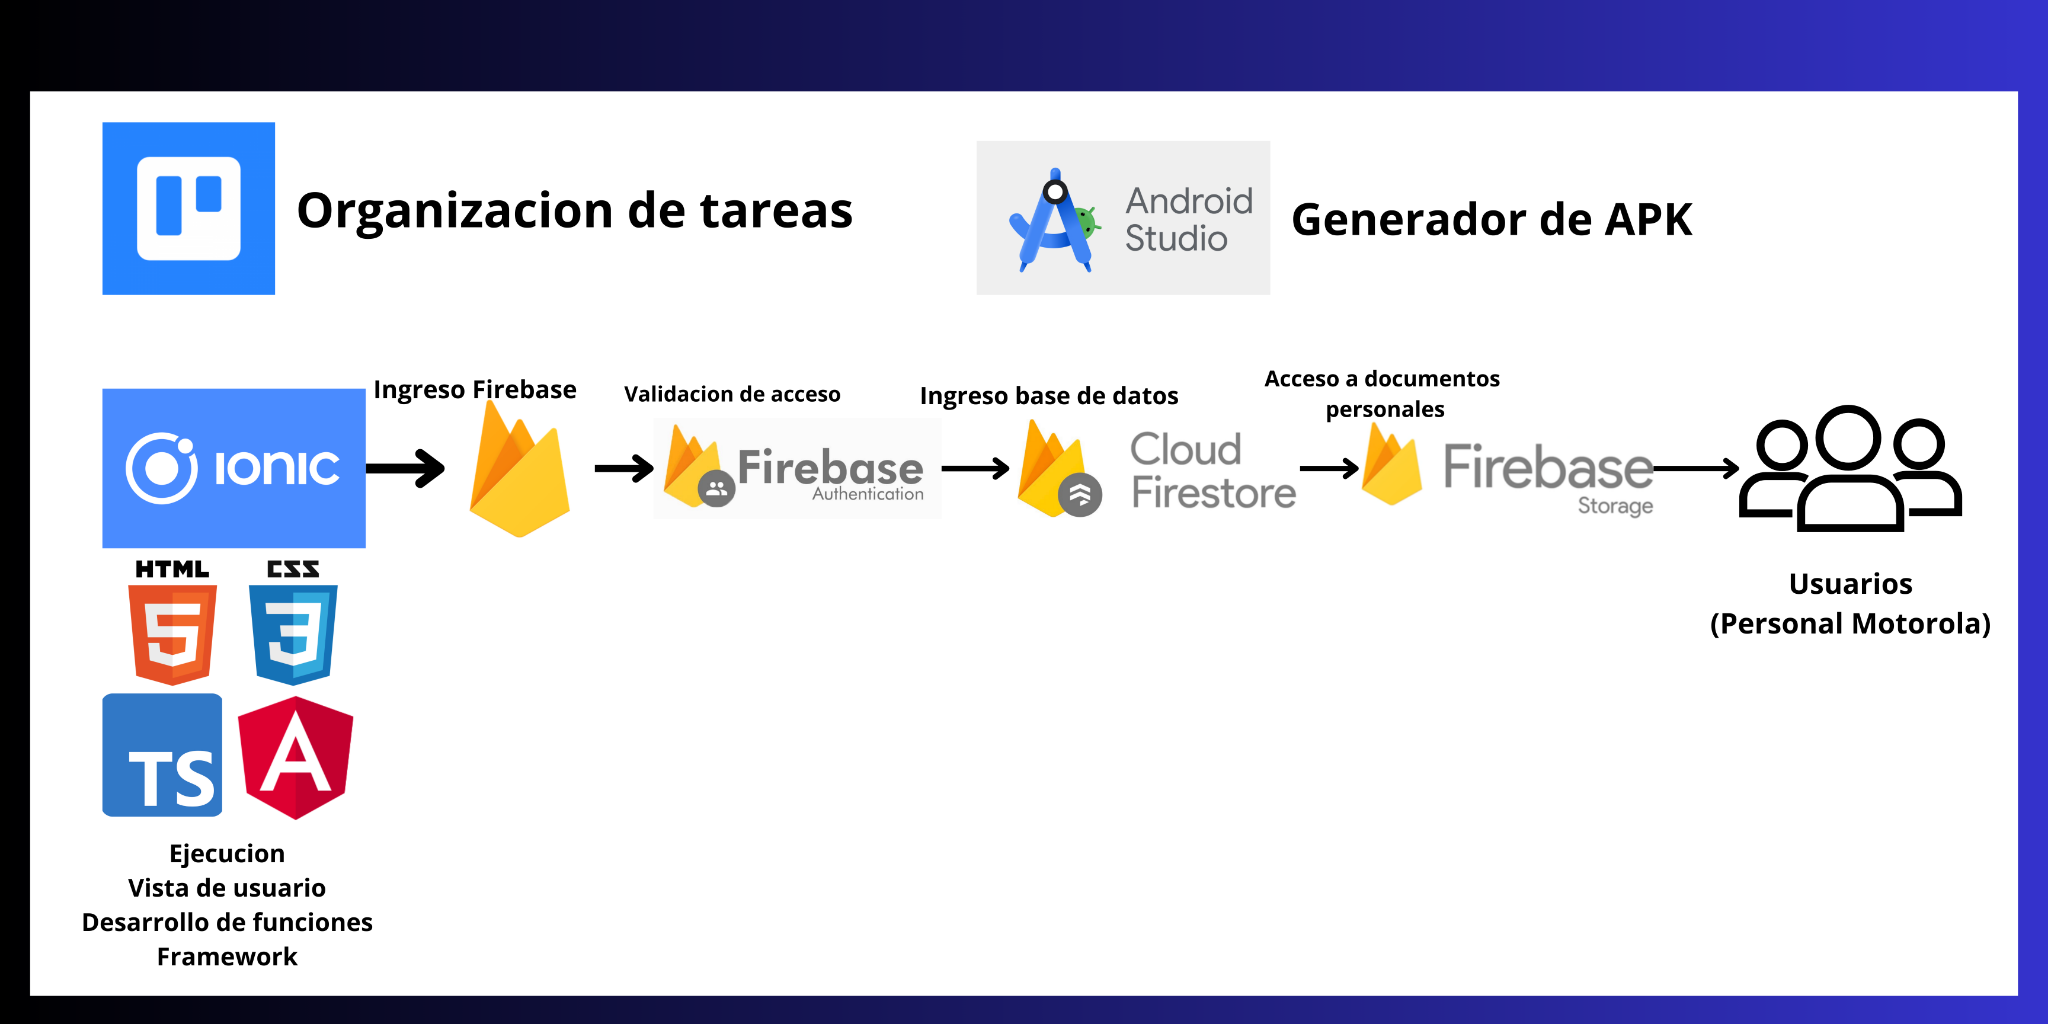 Organizacion de tareas
Android
Studio
Generador de APK
Ingreso Firebase
Validacion de acceso
Ingreso base de datos
Acceso a documentos
personales
IONIC
Firebase
Authentication
Cloud
Firestore
Firebase
Storage
Usuarios
(Personal Motorola)
HTML
CSS
5
3
TS
A
Ejecucion
Vista de usuario
Desarrollo de funciones
Framework